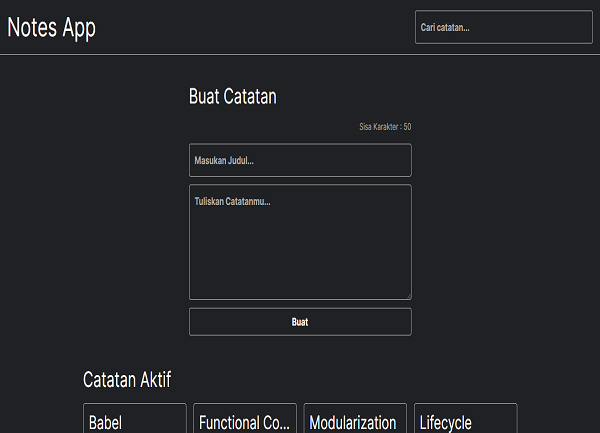 Notes App
Cari catatan...
Buat Catatan
Sisa Karakter : 50
Masukan Judul...
Tuliskan Catatanmu...
Buat
Catatan Aktif
Babel
Functional Co...
Modularization
Lifecycle